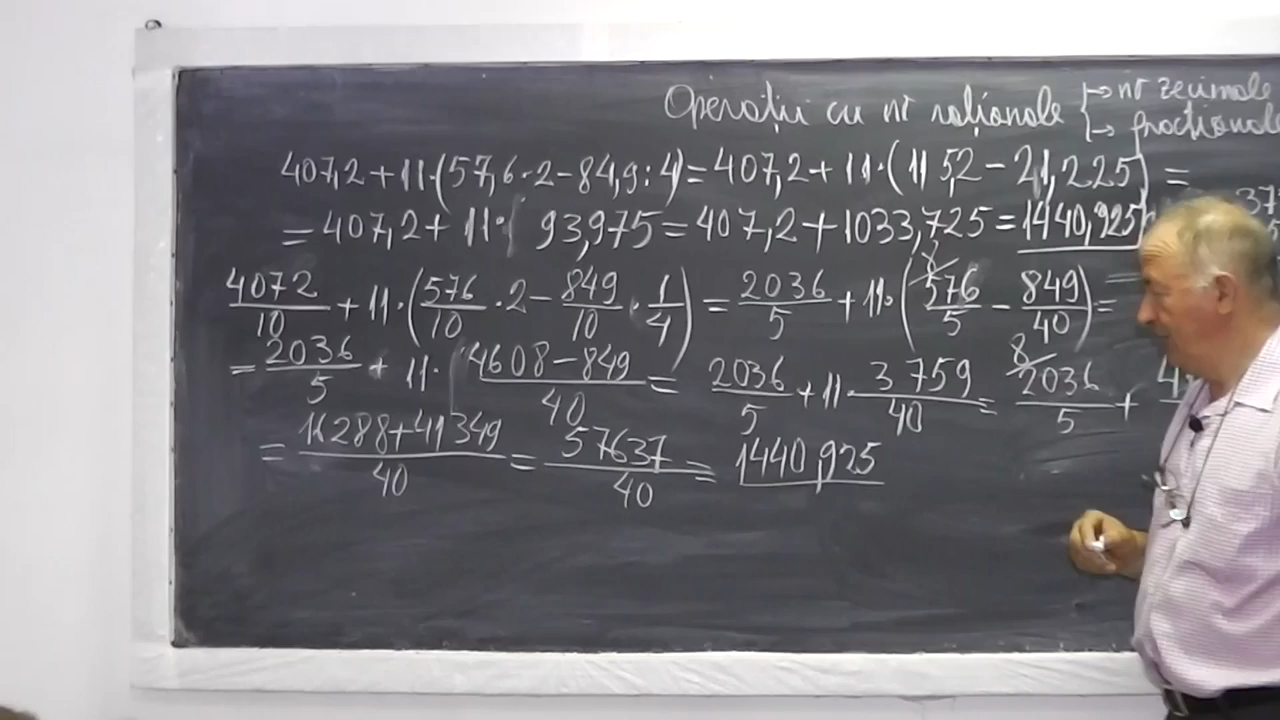 Operații cu nr raționale { → nr zecimale
→ fracționale
407,2 + 11·(57,6·2 − 84,9:4) = 407,2 + 11·(115,2 − 21,225) =
= 407,2 + 11· 93,975 = 407,2 + 1033,725 = 1440,925
4072/10 + 11·(576/10 · 2 − 849/10 · 1/4) = 2036/5 + 11·(8/ 576/5 − 849/40) =
= 2036/5 + 11· (4608 − 849)/40 = 2036/5 + 11· 3759/40 = 8/ 2036/5 +
= (16288 + 41349)/40 = 57637/40 = 1440,925